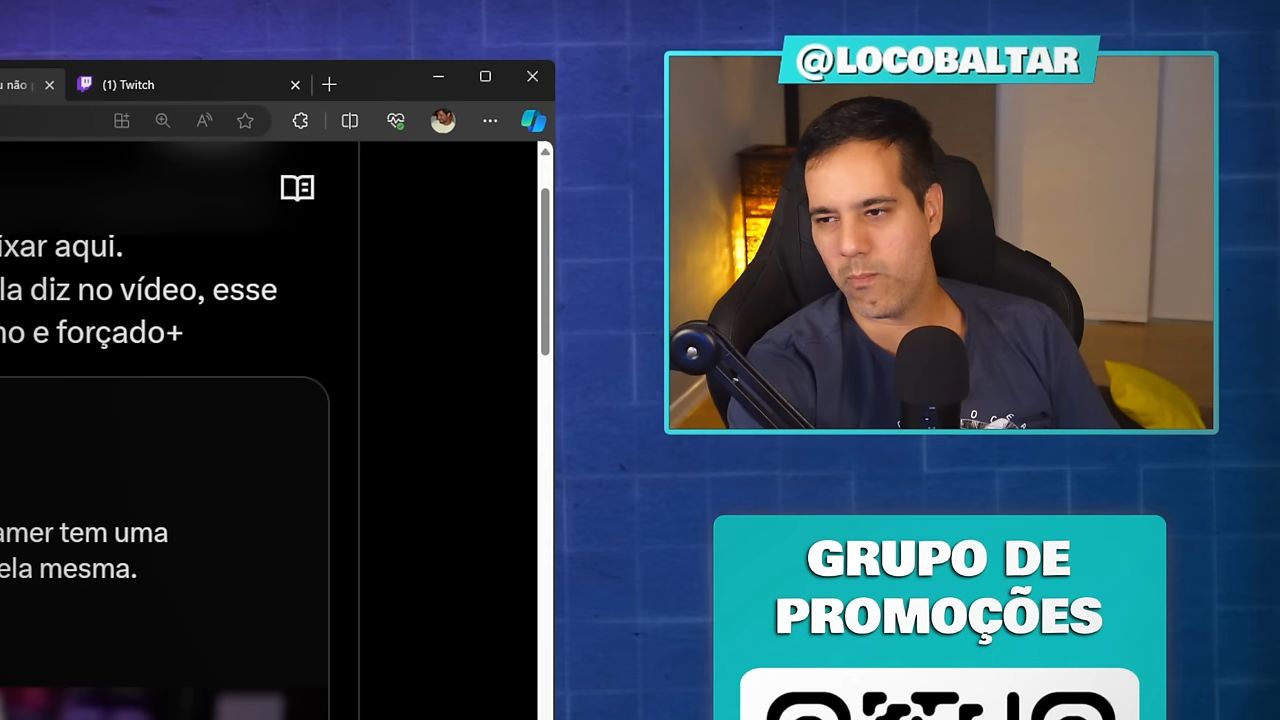 (1) Twitch
ixar aqui.
la diz no vídeo, esse
no e forçado+
amer tem uma
ela mesma.
@LOCOBALTAR
GRUPO DE
PROMOÇÕES